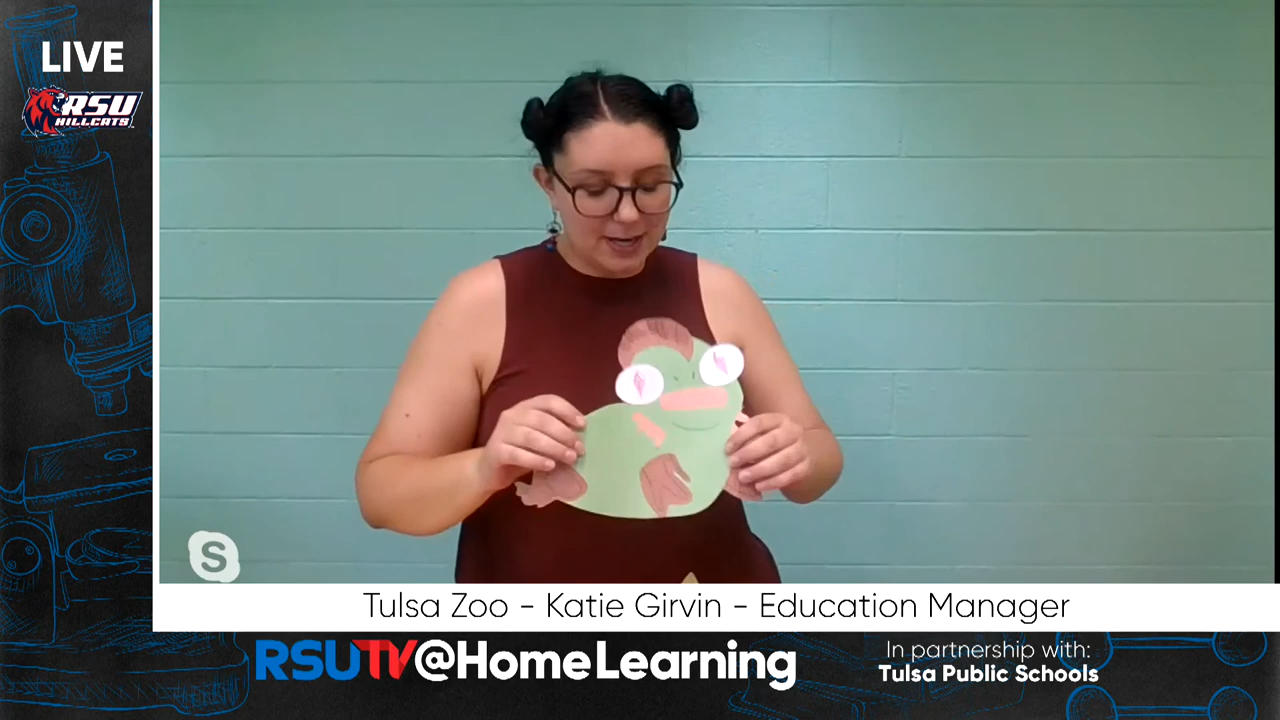 LIVE
RSU
HILLCATS
S
Tulsa Zoo - Katie Girvin - Education Manager
RSUTV@HomeLearning
In partnership with:
Tulsa Public Schools